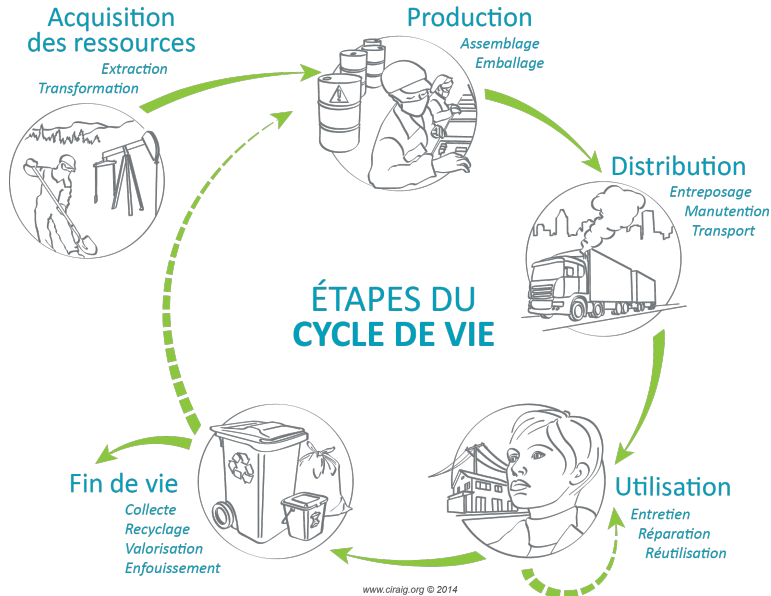 Acquisition
des ressources
Extraction
Transformation
Production
Assemblage
Emballage
Distribution
Entreposage
Manutention
Transport
ÉTAPES DU
CYCLE DE VIE
Utilisation
Entretien
Réparation
Réutilisation
Fin de vie
Collecte
Recyclage
Valorisation
Enfouissement
www.ciraig.org © 2014